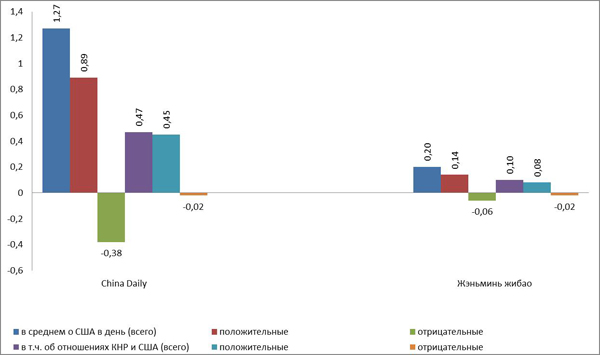 1,4
1,2
1
0,8
0,6
0,4
0,2
0
-0,2
-0,4
-0,6
1,27
0,89
-0,38
0,47
0,45
-0,02
0,20
0,14
-0,06
0,10
0,08
-0,02
China Daily
Жэньминь жибао
в среднем о США в день (всего)
положительные
отрицательные
в т.ч. об отношениях КНР и США (всего)
положительные
отрицательные